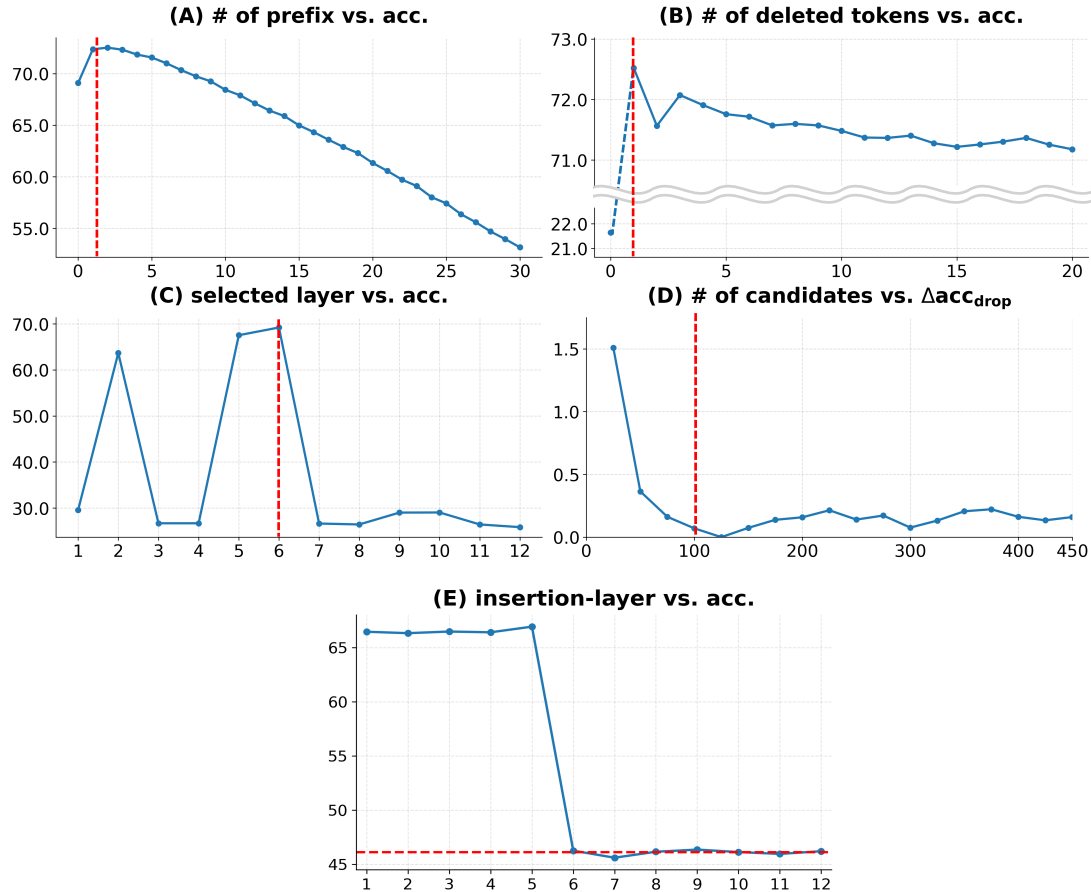 (A) # of prefix vs. acc.
70.0
65.0
60.0
55.0
0 5 10 15 20 25 30
(B) # of deleted tokens vs. acc.
73.0
72.0
71.0
22.0
21.0
0 5 10 15 20
(C) selected layer vs. acc.
70.0
60.0
50.0
40.0
30.0
1 2 3 4 5 6 7 8 9 10 11 12
(D) # of candidates vs. Δacc_drop
1.5
1.0
0.5
0.0
0 100 200 300 400 450
(E) insertion-layer vs. acc.
65
60
55
50
45
1 2 3 4 5 6 7 8 9 10 11 12